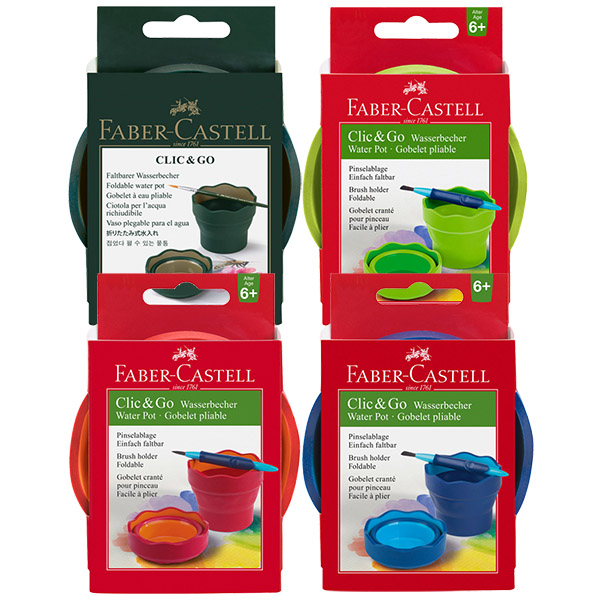 FABER-CASTELL
since 1761
CLIC & GO
Faltbarer Wasserbecher
Foldable water pot
Gobelet à eau pliable
Ciotola per l'acqua
richiudibile
Vaso plegable para el agua
折りたたみ式水入れ
접었다 펼 수 있는 물통
Alter
Age
6+
FABER-CASTELL
since 1761
Clic & Go Wasserbecher
Water Pot · Gobelet pliable
Pinselablage
Einfach faltbar
Brush holder
Foldable
Gobelet cranté
pour pinceau
Facile à plier
Alter
Age
6+
FABER-CASTELL
since 1761
Clic & Go Wasserbecher
Water Pot · Gobelet pliable
Pinselablage
Einfach faltbar
Brush holder
Foldable
Gobelet cranté
pour pinceau
Facile à plier
Alter
Age
6+
FABER-CASTELL
since 1761
Clic & Go Wasserbecher
Water Pot · Gobelet pliable
Pinselablage
Einfach faltbar
Brush holder
Foldable
Gobelet cranté
pour pinceau
Facile à plier